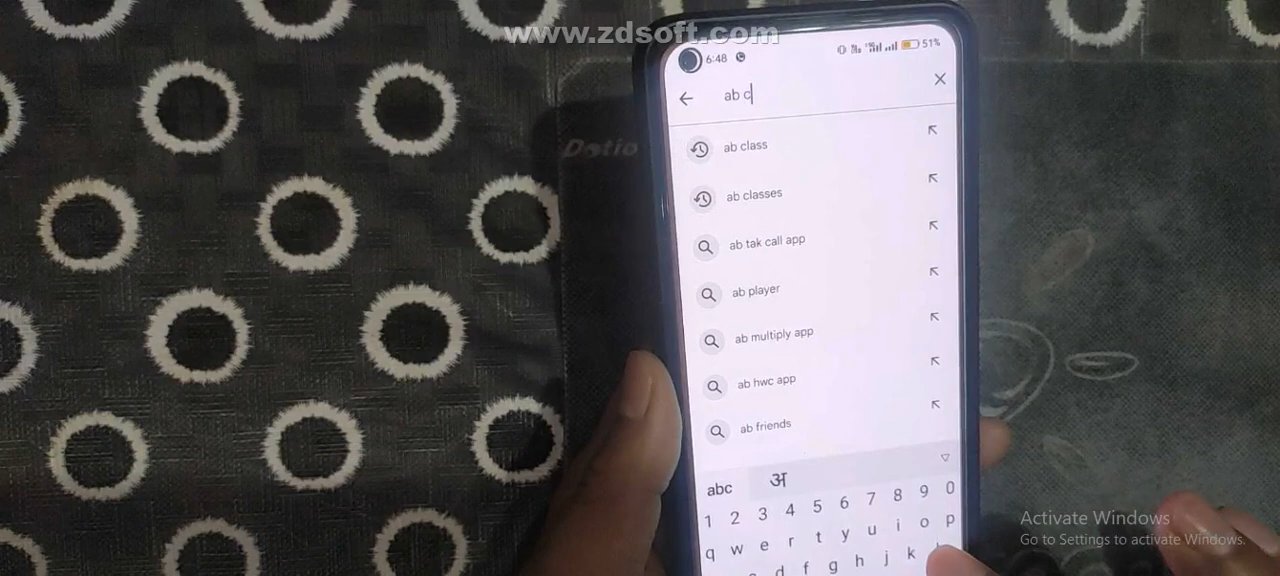 www.zdsoft.com
6:48 51%
ab c
ab class
ab classes
ab tak call app
ab player
ab multiply app
ab hwc app
ab friends
abc अ
1 2 3 4 5 6 7 8 9 0
q w e r t y u i o p
d f g h j k
Activate Windows
Go to Settings to activate Windows.